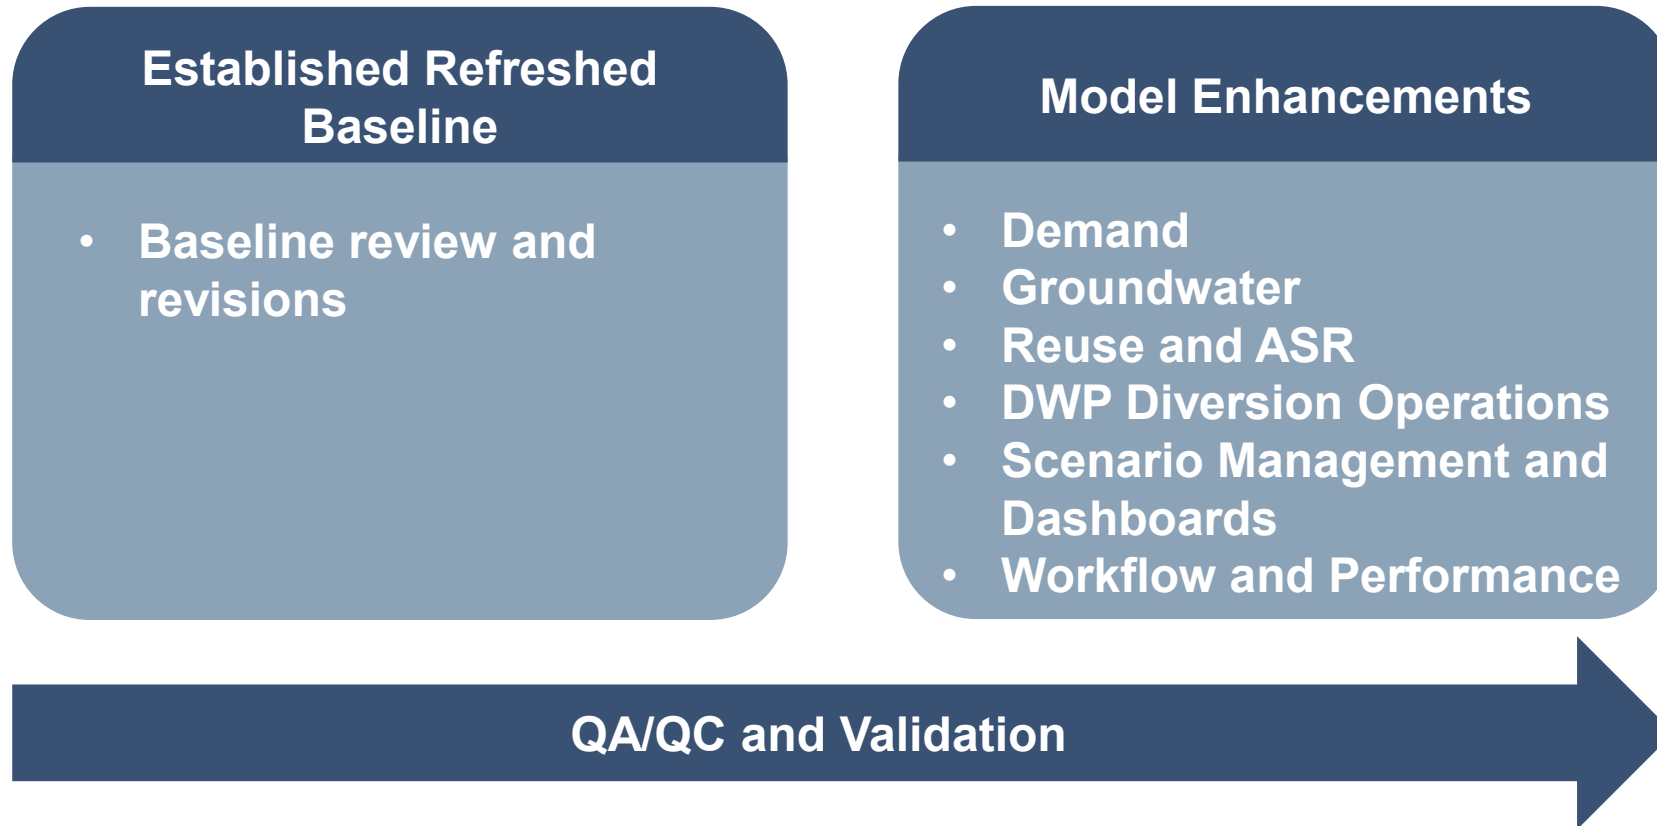 Established Refreshed
Baseline
• Baseline review and
revisions
Model Enhancements
• Demand
• Groundwater
• Reuse and ASR
• DWP Diversion Operations
• Scenario Management and
Dashboards
• Workflow and Performance
QA/QC and Validation